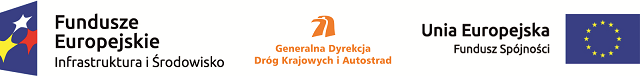 Fundusze
Europejskie
Infrastruktura i Środowisko
Generalna Dyrekcja
Dróg Krajowych i Autostrad
Unia Europejska
Fundusz Spójności